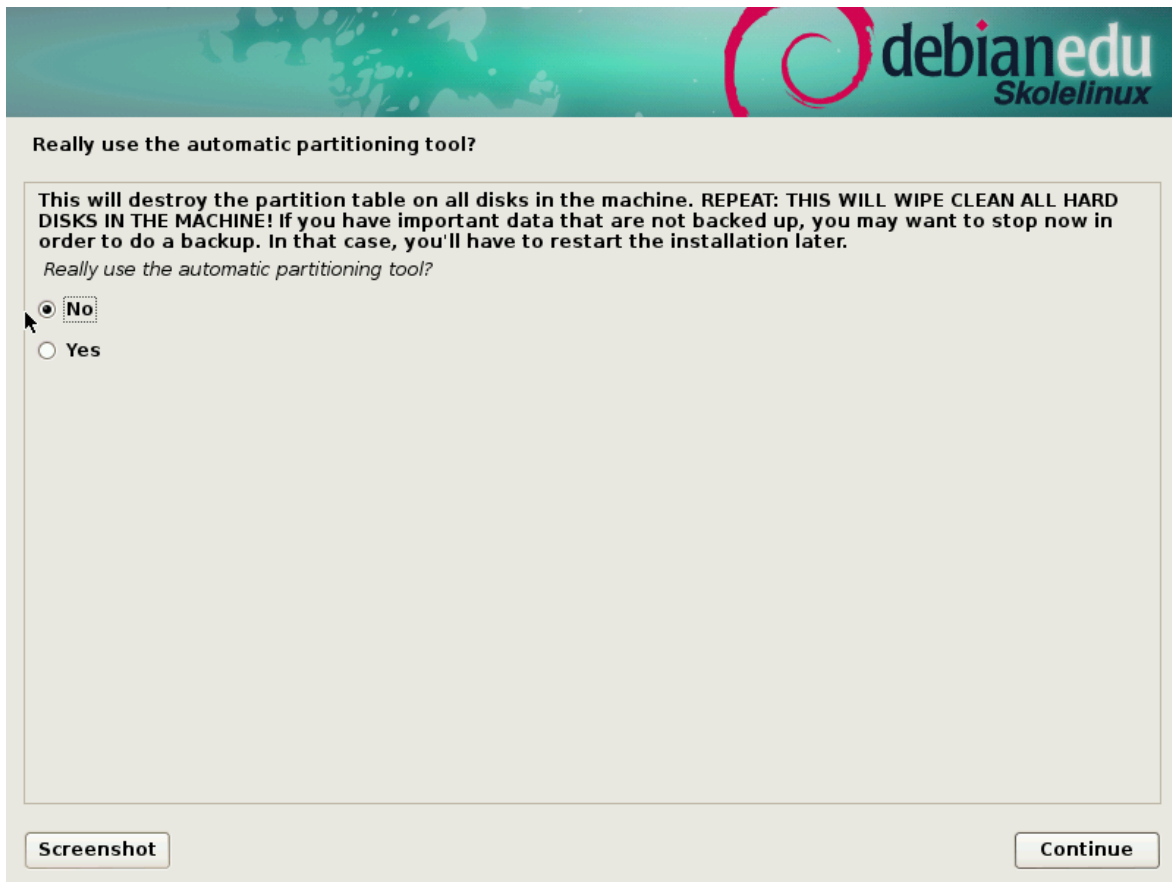 debianedu
Skolelinux
Really use the automatic partitioning tool?
This will destroy the partition table on all disks in the machine. REPEAT: THIS WILL WIPE CLEAN ALL HARD
DISKS IN THE MACHINE! If you have important data that are not backed up, you may want to stop now in
order to do a backup. In that case, you'll have to restart the installation later.
Really use the automatic partitioning tool?
No
Yes
Screenshot
Continue